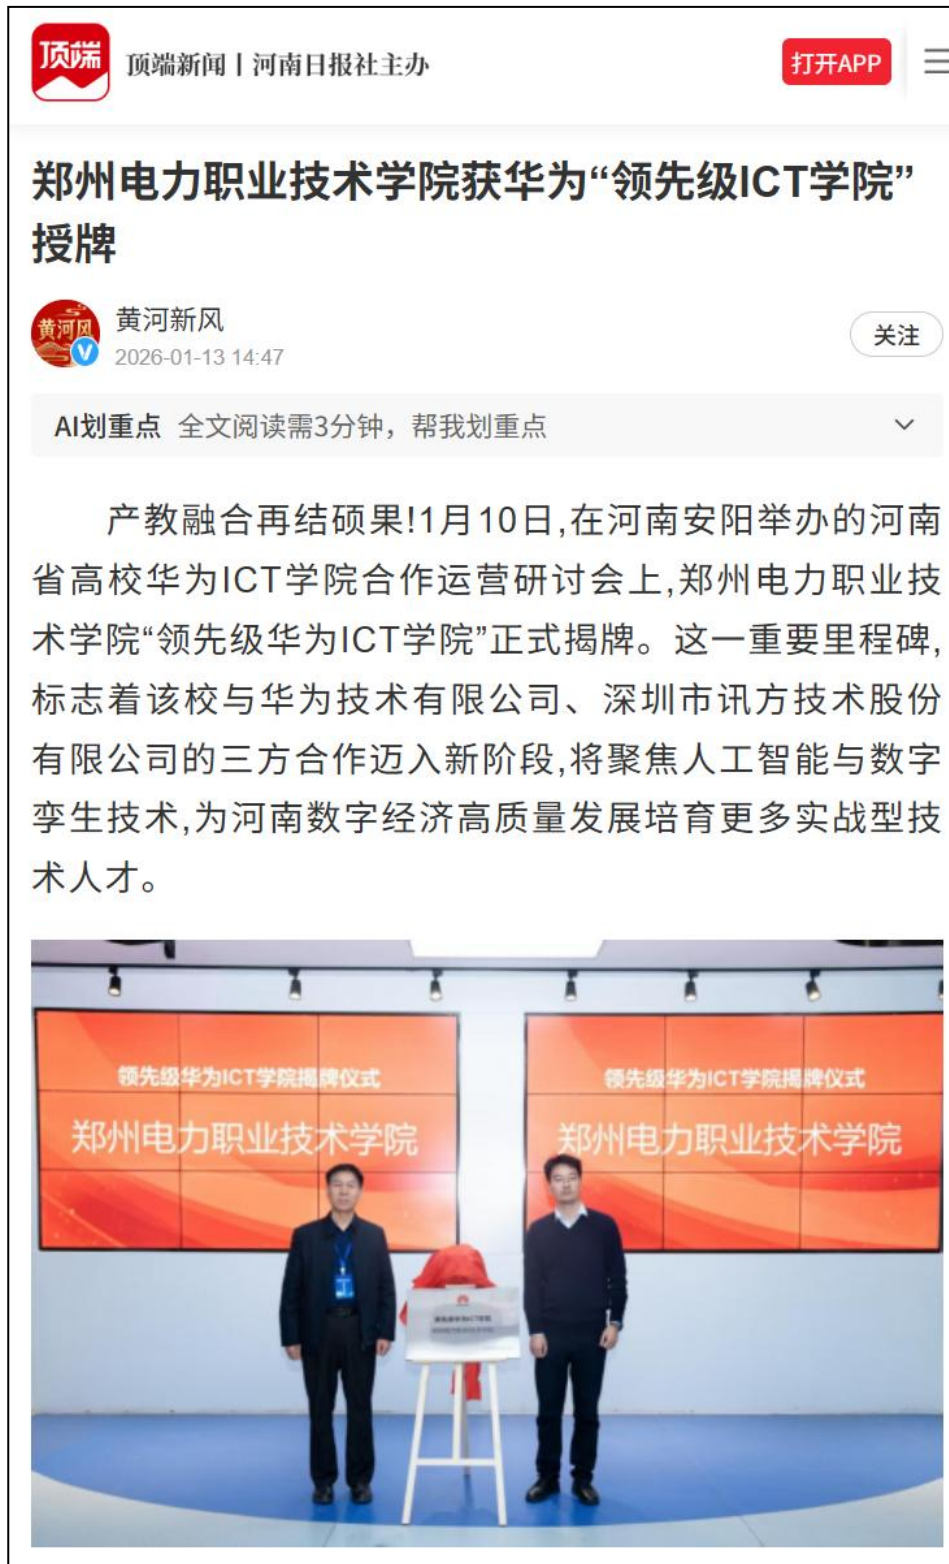 顶端
顶端新闻丨河南日报社主办
打开APP
郑州电力职业技术学院获华为“领先级ICT学院”
授牌
黄河风
黄河新风
2026-01-13 14:47
关注
AI划重点 全文阅读需3分钟，帮我划重点
产教融合再结硕果!1月10日,在河南安阳举办的河南
省高校华为ICT学院合作运营研讨会上,郑州电力职业技
术学院“领先级华为ICT学院”正式揭牌。这一重要里程碑,
标志着该校与华为技术有限公司、深圳市讯方技术股份
有限公司的三方合作迈入新阶段,将聚焦人工智能与数字
孪生技术,为河南数字经济高质量发展培育更多实战型技
术人才。
领先级华为ICT学院揭牌仪式
郑州电力职业技术学院
领先级华为ICT学院揭牌仪式
郑州电力职业技术学院
领先级华为ICT学院